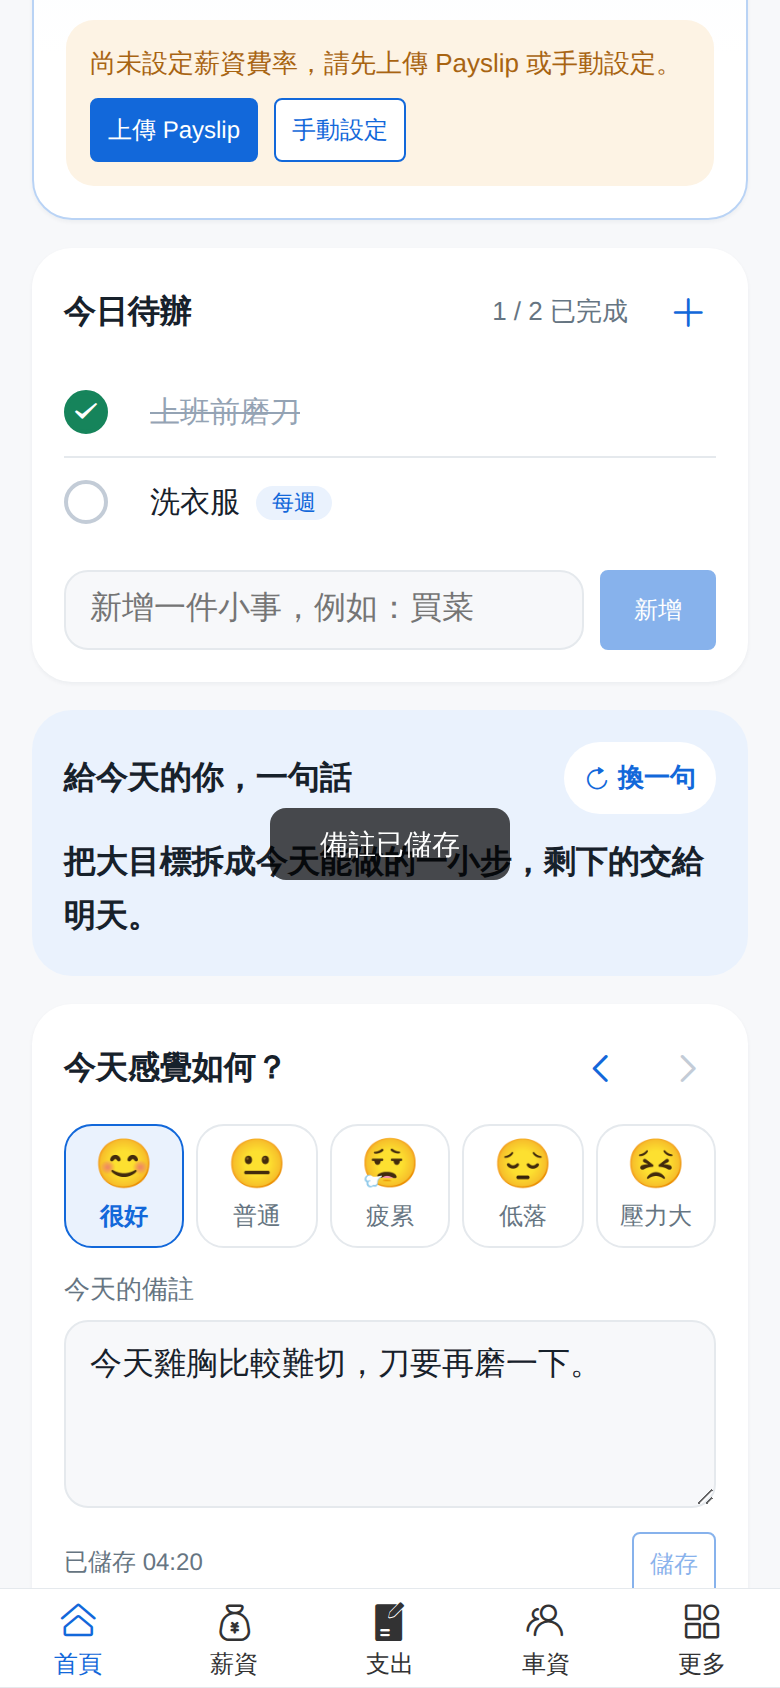 尚未設定薪資費率，請先上傳 Payslip 或手動設定。
上傳 Payslip 手動設定
今日待辦 1 / 2 已完成
上班前磨刀
洗衣服 每週
新增一件小事，例如：買菜 新增
給今天的你，一句話 換一句
備註已儲存
把大目標拆成今天能做的一小步，剩下的交給
明天。
今天感覺如何？
很好 普通 疲累 低落 壓力大
今天的備註
今天雞胸比較難切，刀要再磨一下。
已儲存 04:20 儲存
首頁 薪資 支出 車資 更多